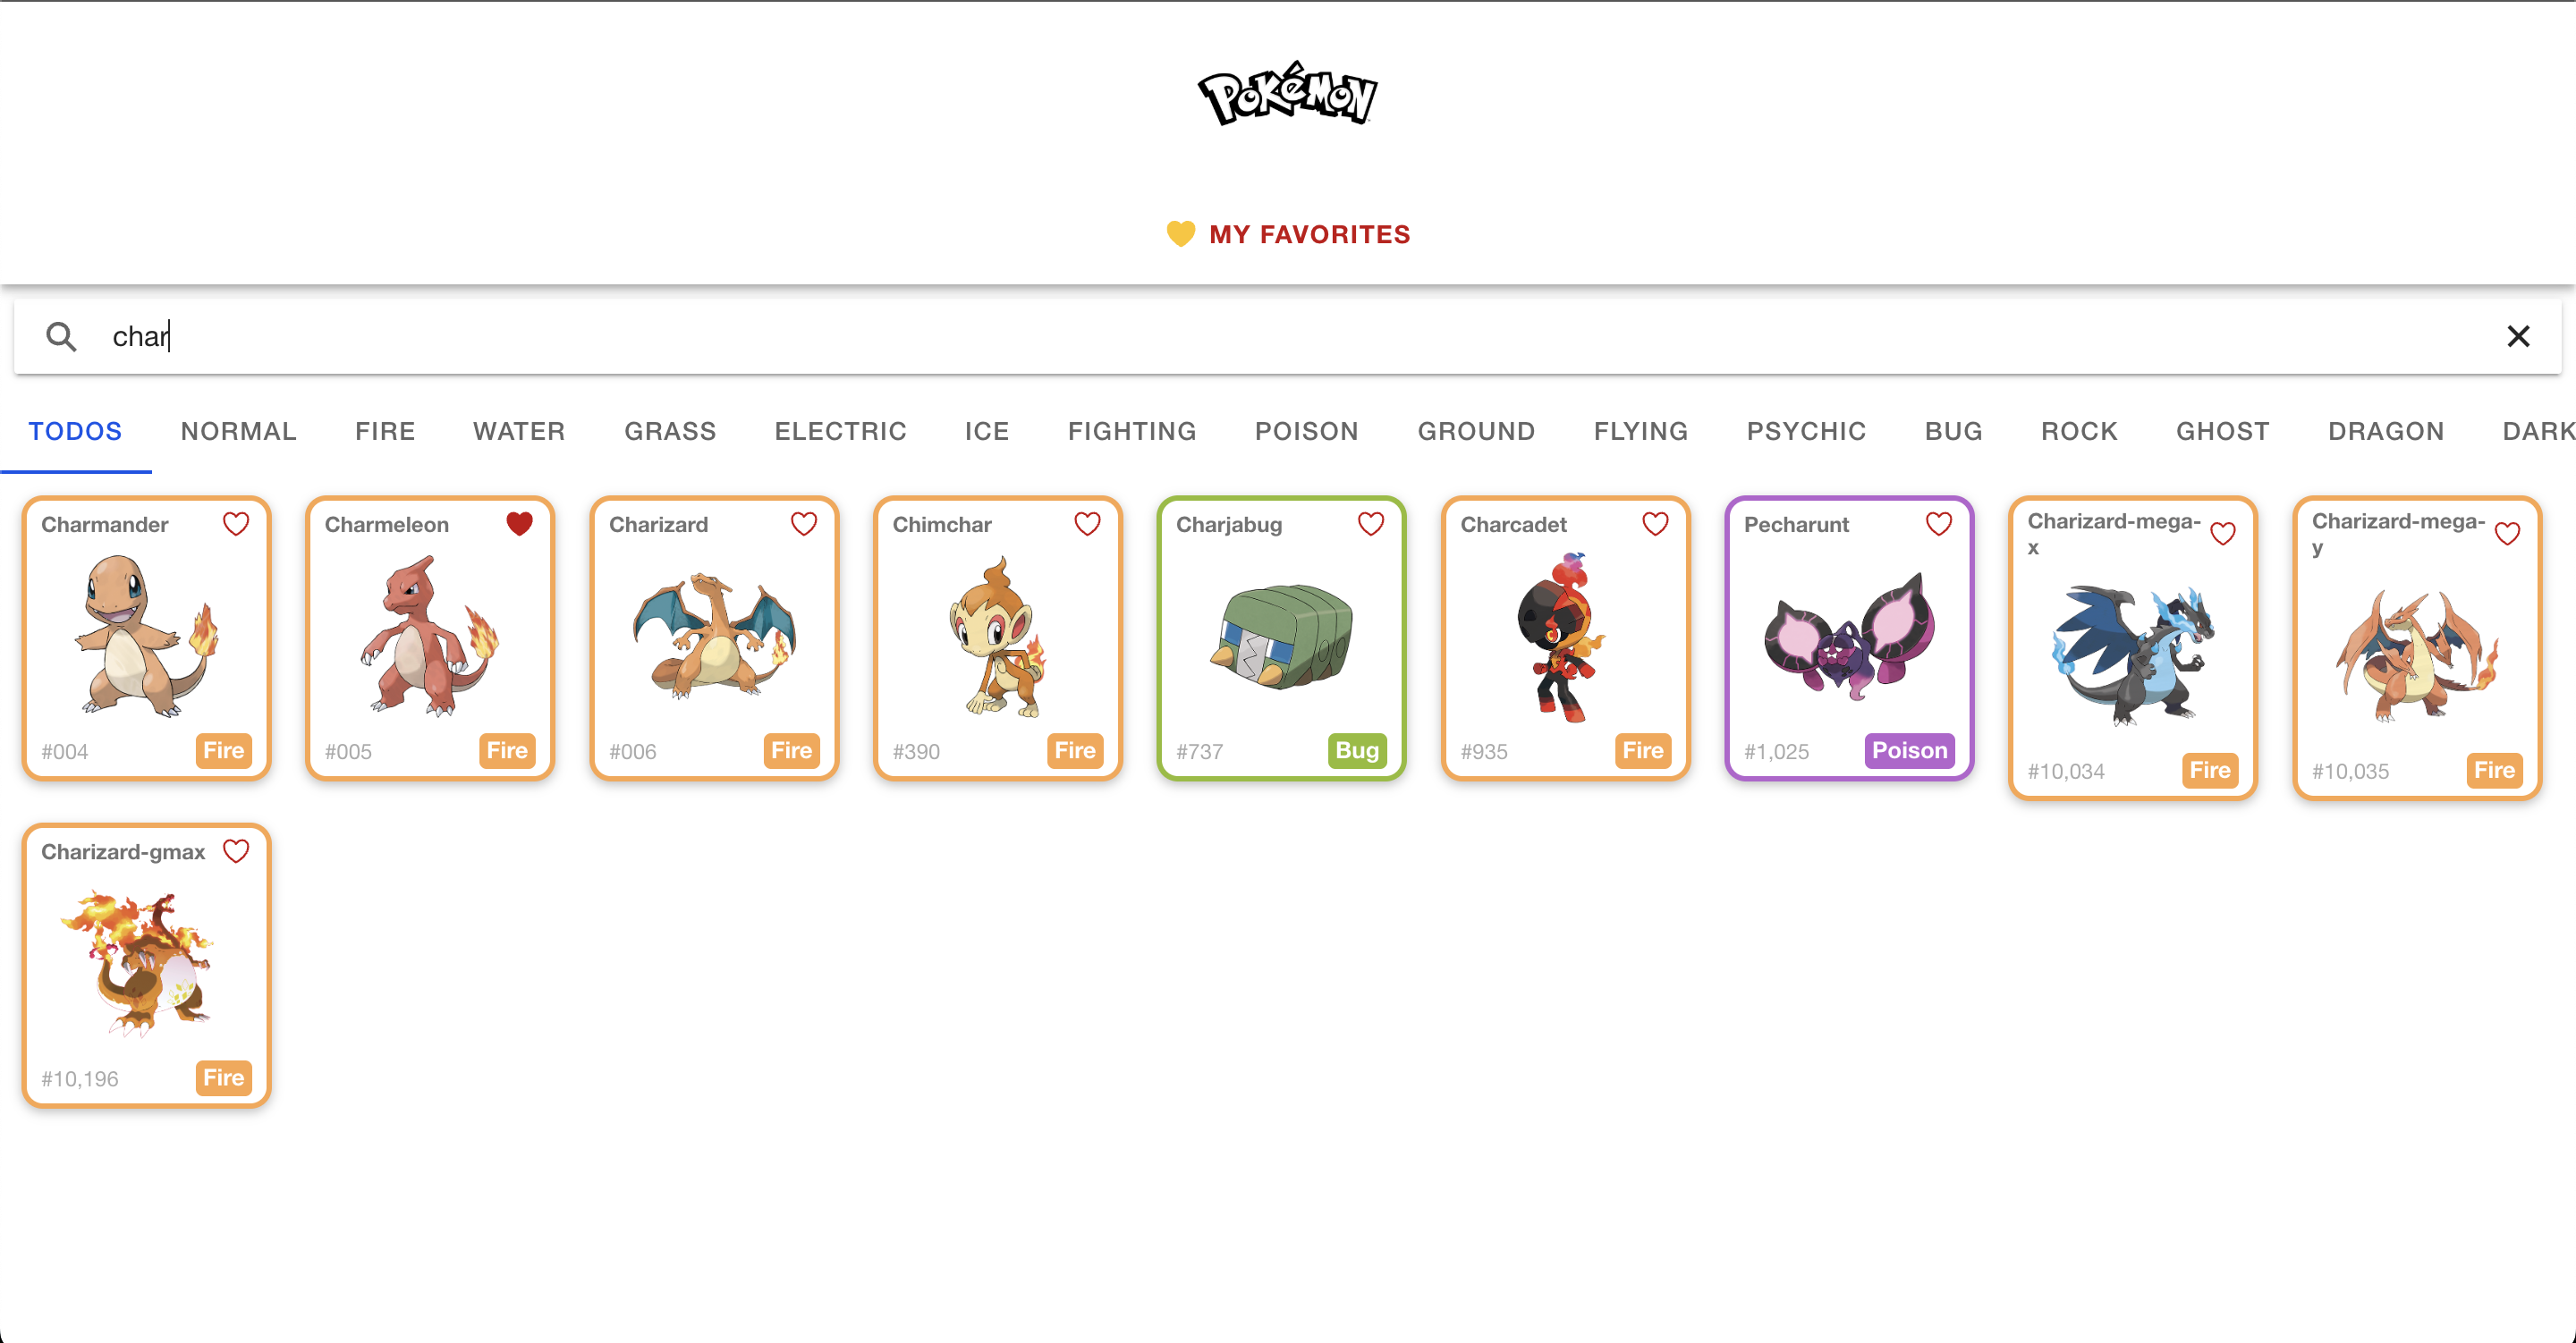 POKéMON
MY FAVORITES
char
TODOS NORMAL FIRE WATER GRASS ELECTRIC ICE FIGHTING POISON GROUND FLYING PSYCHIC BUG ROCK GHOST DRAGON DARK
Charmander
#004 Fire
Charmeleon
#005 Fire
Charizard
#006 Fire
Chimchar
#390 Fire
Charjabug
#737 Bug
Charcadet
#935 Fire
Pecharunt
#1,025 Poison
Charizard-mega-
x
#10,034 Fire
Charizard-mega-
y
#10,035 Fire
Charizard-gmax
#10,196 Fire